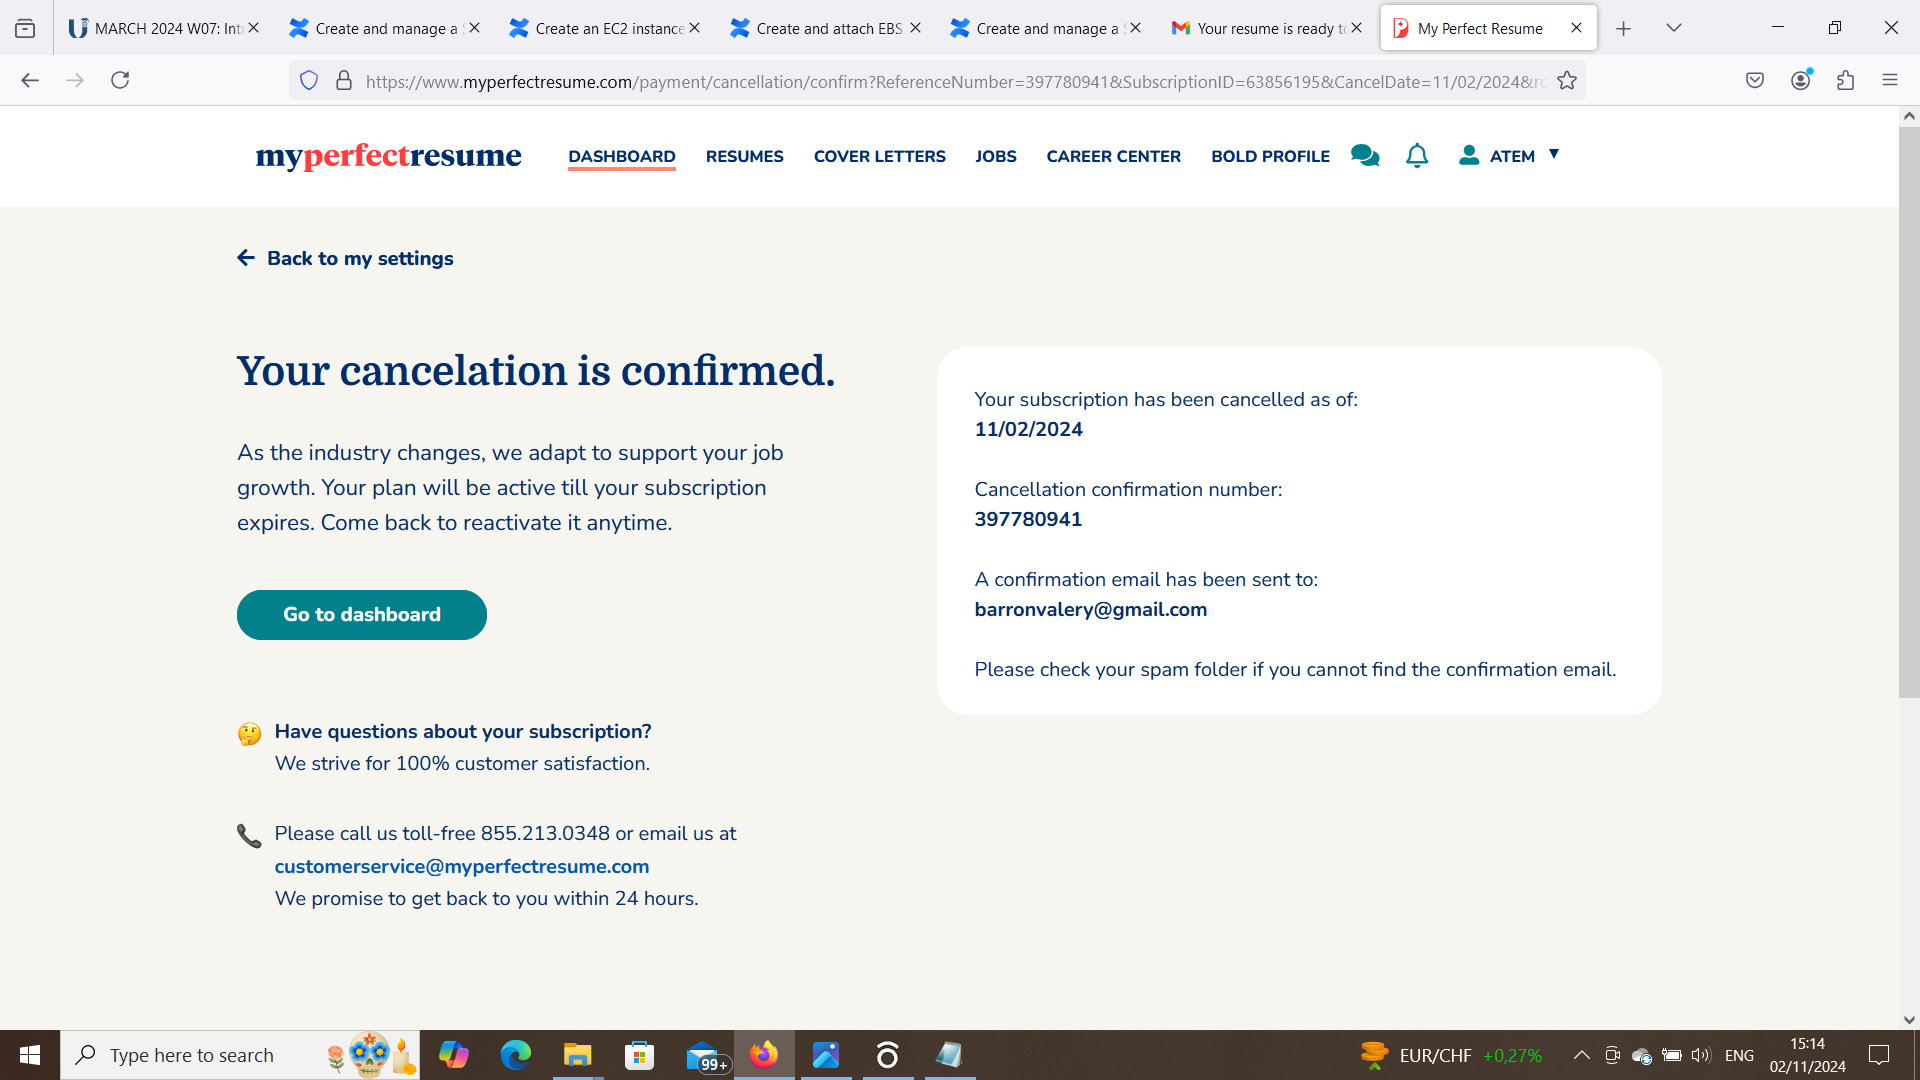 MARCH 2024 W07: Int
Create and manage a S
Create an EC2 instance
Create and attach EBS
Create and manage a S
Your resume is ready to
My Perfect Resume
https://www.myperfectresume.com/payment/cancellation/confirm?ReferenceNumber=397780941&SubscriptionID=63856195&CancelDate=11/02/2024&ro
myperfectresume
DASHBOARD
RESUMES
COVER LETTERS
JOBS
CAREER CENTER
BOLD PROFILE
ATEM
Back to my settings
Your cancelation is confirmed.
As the industry changes, we adapt to support your job
growth. Your plan will be active till your subscription
expires. Come back to reactivate it anytime.
Go to dashboard
Have questions about your subscription?
We strive for 100% customer satisfaction.
Please call us toll-free 855.213.0348 or email us at
customerservice@myperfectresume.com
We promise to get back to you within 24 hours.
Your subscription has been cancelled as of:
11/02/2024
Cancellation confirmation number:
397780941
A confirmation email has been sent to:
barronvalery@gmail.com
Please check your spam folder if you cannot find the confirmation email.
Type here to search
99+
EUR/CHF +0,27%
ENG
15:14
02/11/2024